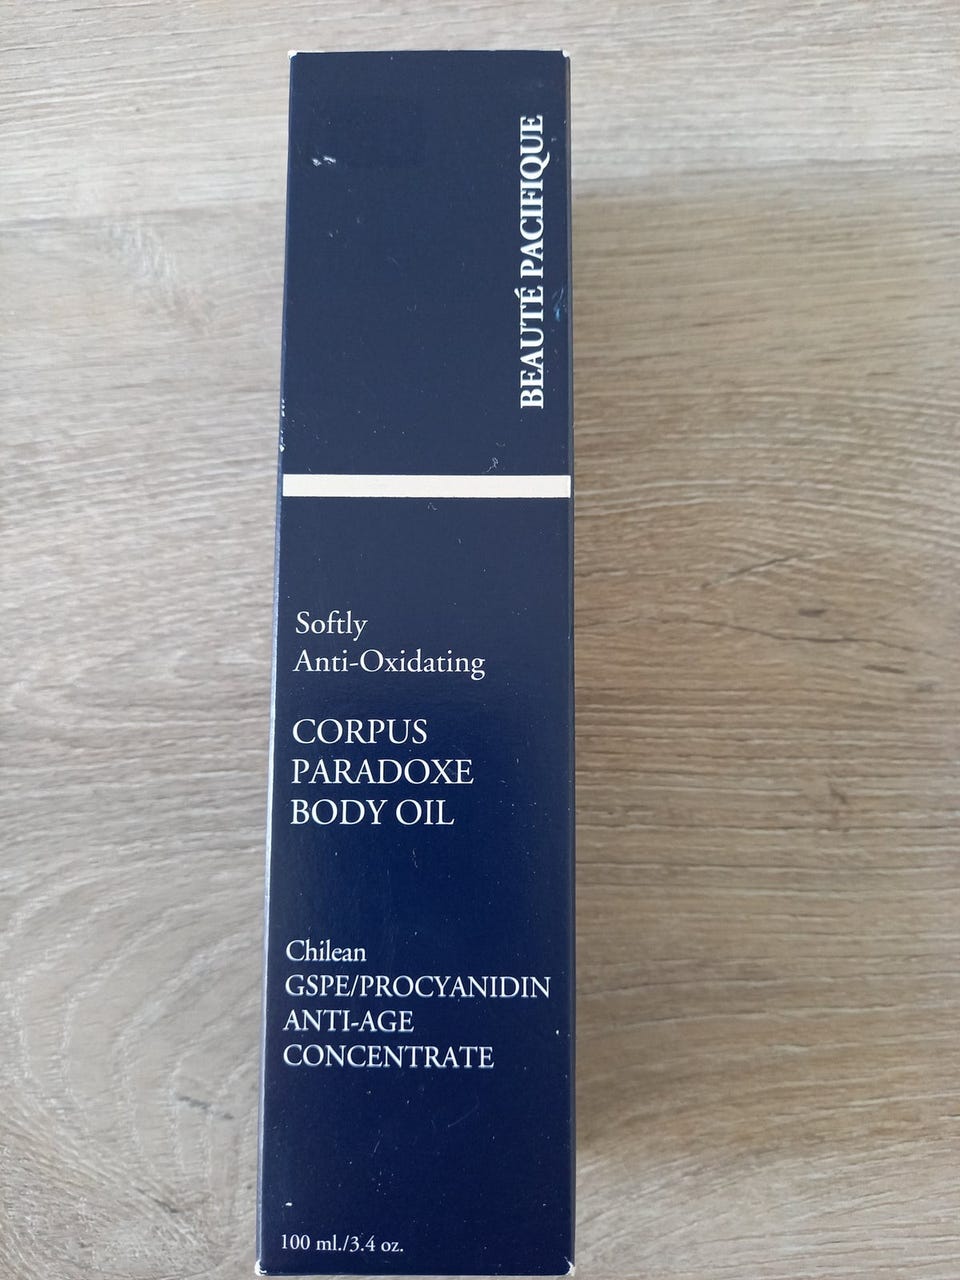 BEAUTÉ PACIFIQUE
Softly
Anti-Oxidating
CORPUS
PARADOXE
BODY OIL
Chilean
GSPE/PROCYANIDIN
ANTI-AGE
CONCENTRATE
100 ml./3.4 oz.